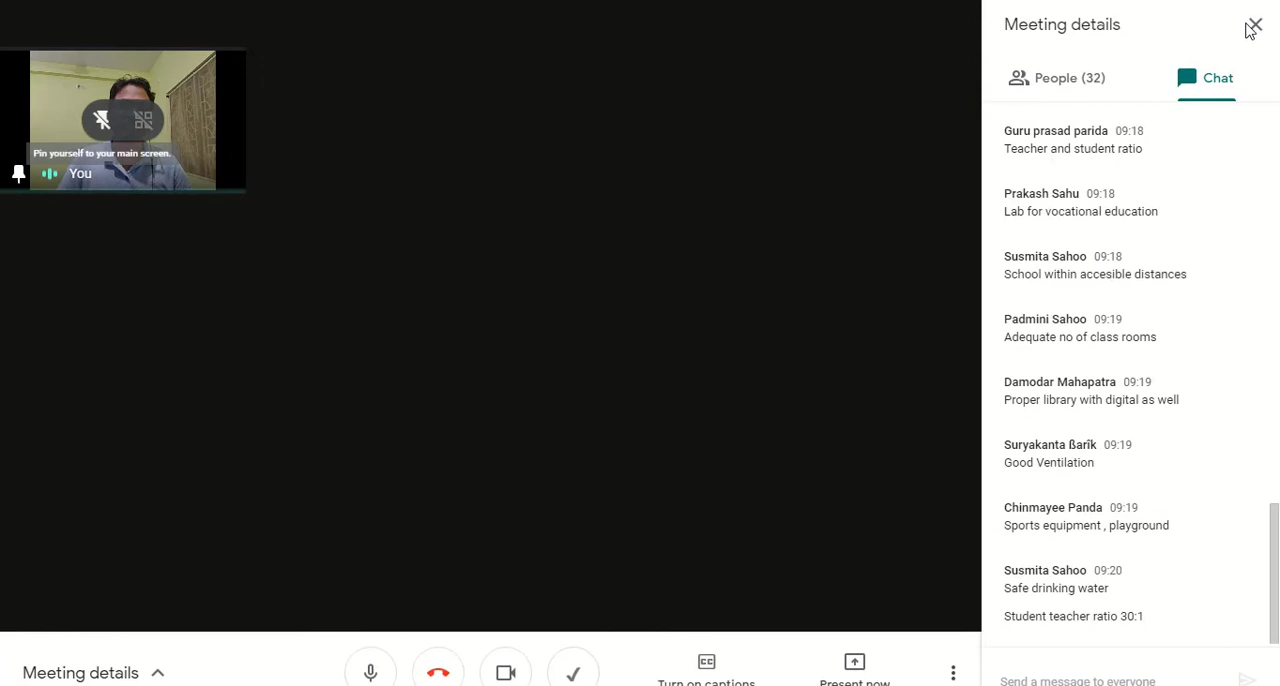 Meeting details
People (32)
Chat
Pin yourself to your main screen.
You
Guru prasad parida 09:18
Teacher and student ratio
Prakash Sahu 09:18
Lab for vocational education
Susmita Sahoo 09:18
School within accesible distances
Padmini Sahoo 09:19
Adequate no of class rooms
Damodar Mahapatra 09:19
Proper library with digital as well
Suryakanta ßarîk 09:19
Good Ventilation
Chinmayee Panda 09:19
Sports equipment , playground
Susmita Sahoo 09:20
Safe drinking water
Student teacher ratio 30:1
Meeting details
CC
Turn on captions
Present now
Send a message to everyone